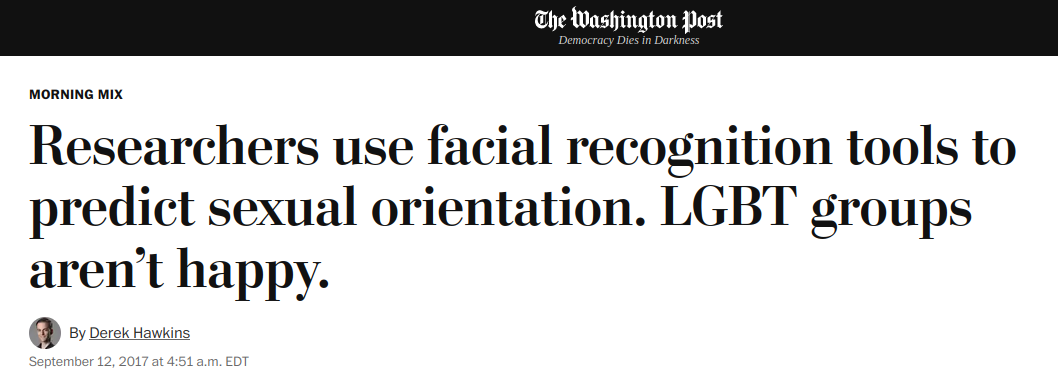 The Washington Post
Democracy Dies in Darkness
MORNING MIX
Researchers use facial recognition tools to
predict sexual orientation. LGBT groups
aren’t happy.
By Derek Hawkins
September 12, 2017 at 4:51 a.m. EDT